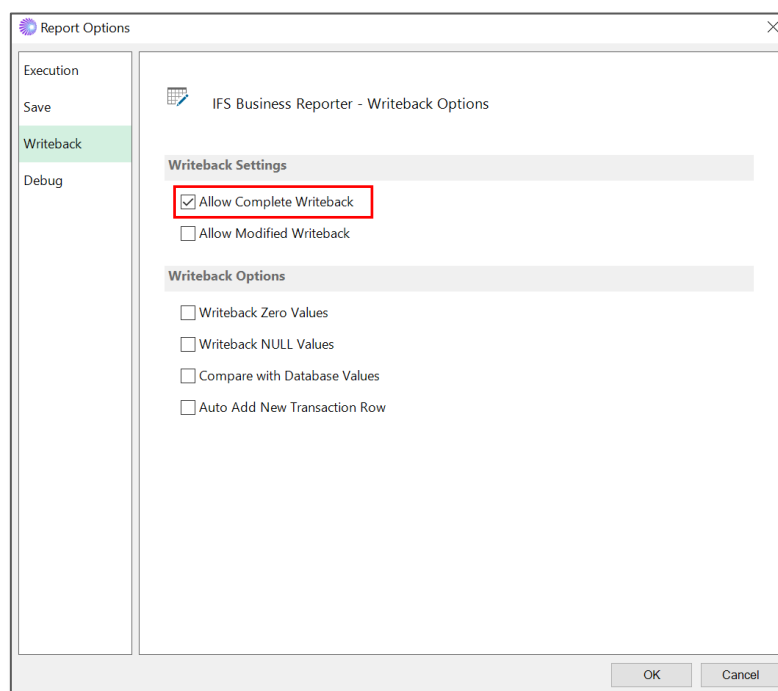 Report Options
Execution
Save
Writeback
Debug
IFS Business Reporter - Writeback Options
Writeback Settings
Allow Complete Writeback
Allow Modified Writeback
Writeback Options
Writeback Zero Values
Writeback NULL Values
Compare with Database Values
Auto Add New Transaction Row
OK
Cancel